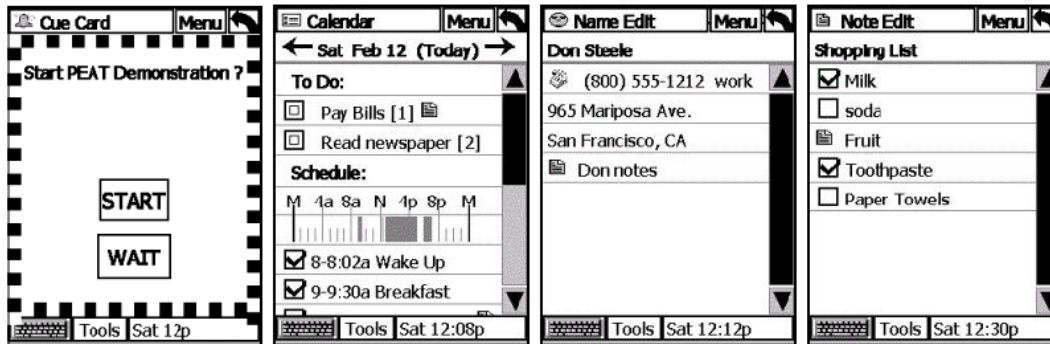 Cue Card Menu
Start PEAT Demonstration ?
START
WAIT
Tools Sat 12p
Calendar Menu
Sat Feb 12 (Today)
To Do:
Pay Bills [1]
Read newspaper [2]
Schedule:
M 4a 8a N 4p 8p M
8-8:02a Wake Up
9-9:30a Breakfast
Tools Sat 12:08p
Name Edit Menu
Don Steele
(800) 555-1212 work
965 Mariposa Ave.
San Francisco, CA
Don notes
Tools Sat 12:12p
Note Edit Menu
Shopping List
Milk
soda
Fruit
Toothpaste
Paper Towels
Tools Sat 12:30p